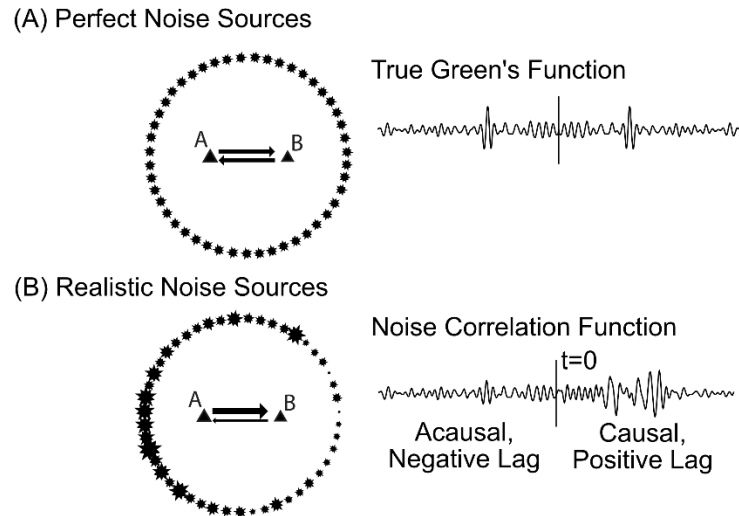 (A) Perfect Noise Sources
True Green's Function
A
B
(B) Realistic Noise Sources
Noise Correlation Function
t=0
A
B
Acausal,
Negative Lag
Causal,
Positive Lag